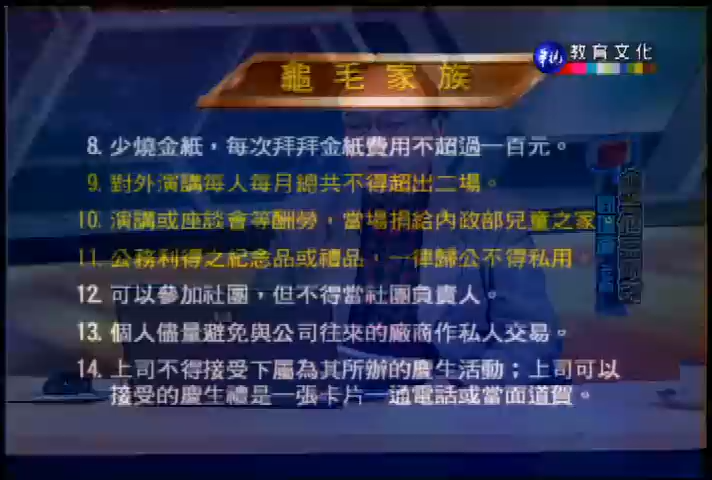 華視 教育文化
龜毛家族
8. 少燒金紙，每次拜拜金紙費用不超過一百元。
9. 對外演講每人每月總共不得超出二場。
10. 演講或座談會等酬勞，當場捐給內政部兒童之家
11. 公務利得之紀念品或禮品，一律歸公不得私用
12. 可以參加社團，但不得當社團負責人。
13. 個人儘量避免與公司往來的廠商作私人交易。
14. 上司不得接受下屬為其所辦的慶生活動；上司可以
接受的慶生禮是一張卡片一通電話或當面道賀。